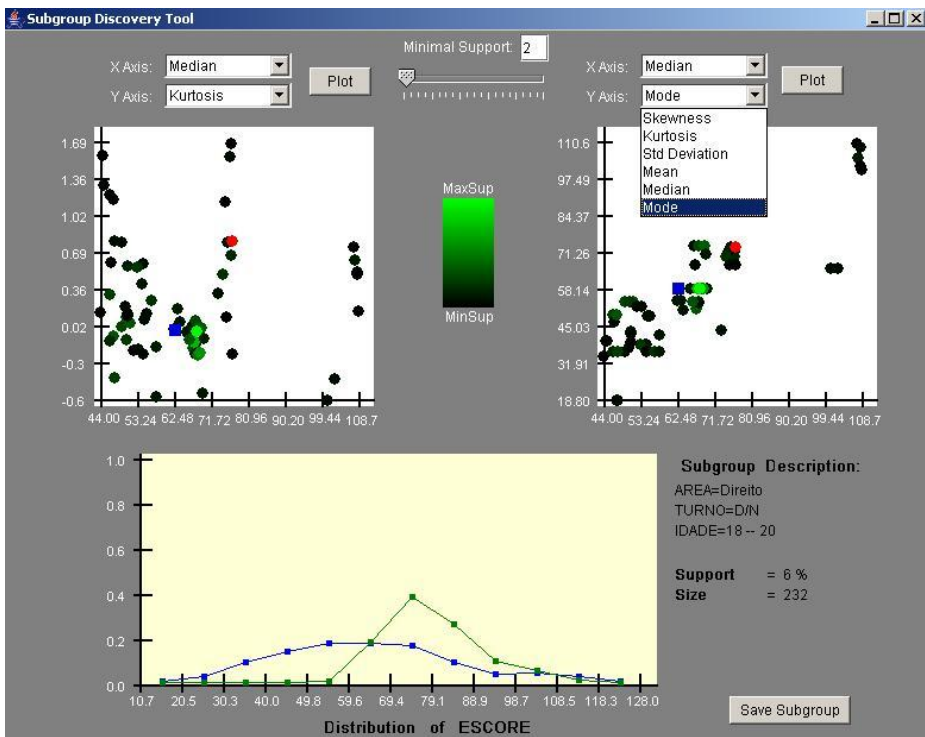 Subgroup Discovery Tool
Minimal Support: 2
X Axis: Median
Y Axis: Kurtosis
Plot
X Axis: Median
Y Axis: Mode
Plot
Skewness
Kurtosis
Std Deviation
Mean
Median
Mode
1.69
1.36
1.02
0.69
0.36
0.02
-0.3
-0.6
44.00 53.24 62.48 71.72 80.96 90.20 99.44 108.7
MaxSup
MinSup
110.6
97.49
84.37
71.26
58.14
45.03
31.91
18.80
44.00 53.24 62.48 71.72 80.96 90.20 99.44 108.7
1.0
0.8
0.6
0.4
0.2
0.0
10.7 20.5 30.3 40.0 49.8 59.6 69.4 79.1 88.9 98.7 108.5 118.3 128.0
Distribution of ESCORE
Subgroup Description:
AREA=Direito
TURNO=D/N
IDADE=18 -- 20
Support = 6 %
Size = 232
Save Subgroup